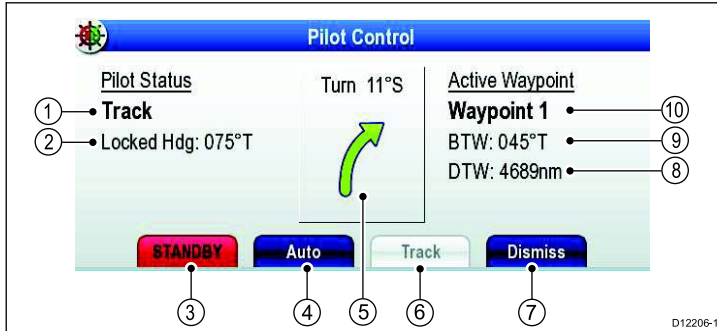 Pilot Control
Pilot Status
Turn 11°S
Active Waypoint
1
Track
Waypoint 1
10
2
Locked Hdg: 075°T
BTW: 045°T
9
DTW: 4689nm
8
STANDBY
Auto
Track
Dismiss
3
4
5
6
7
D12206-1